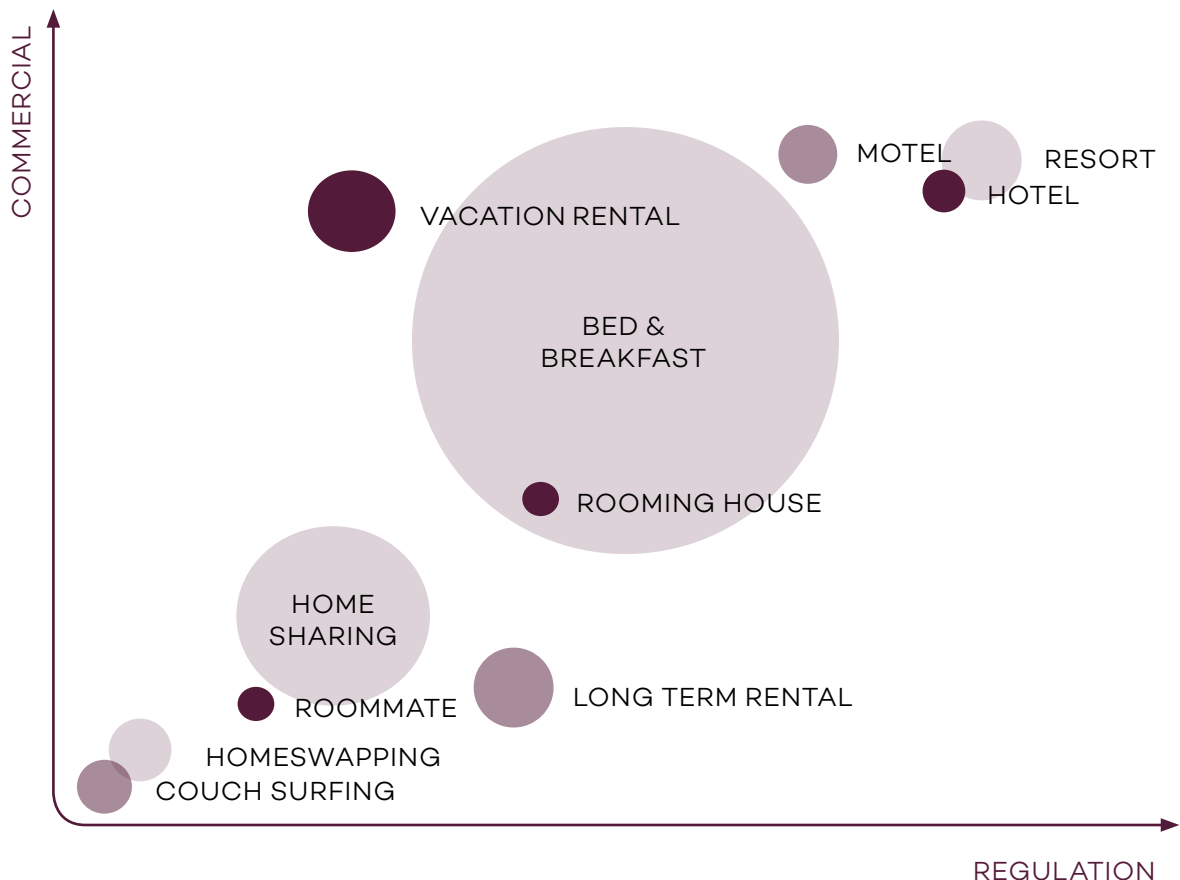 COMMERCIAL
MOTEL
RESORT
HOTEL
VACATION RENTAL
BED &
BREAKFAST
ROOMING HOUSE
HOME
SHARING
LONG TERM RENTAL
ROOMMATE
HOMESWAPPING
COUCH SURFING
REGULATION